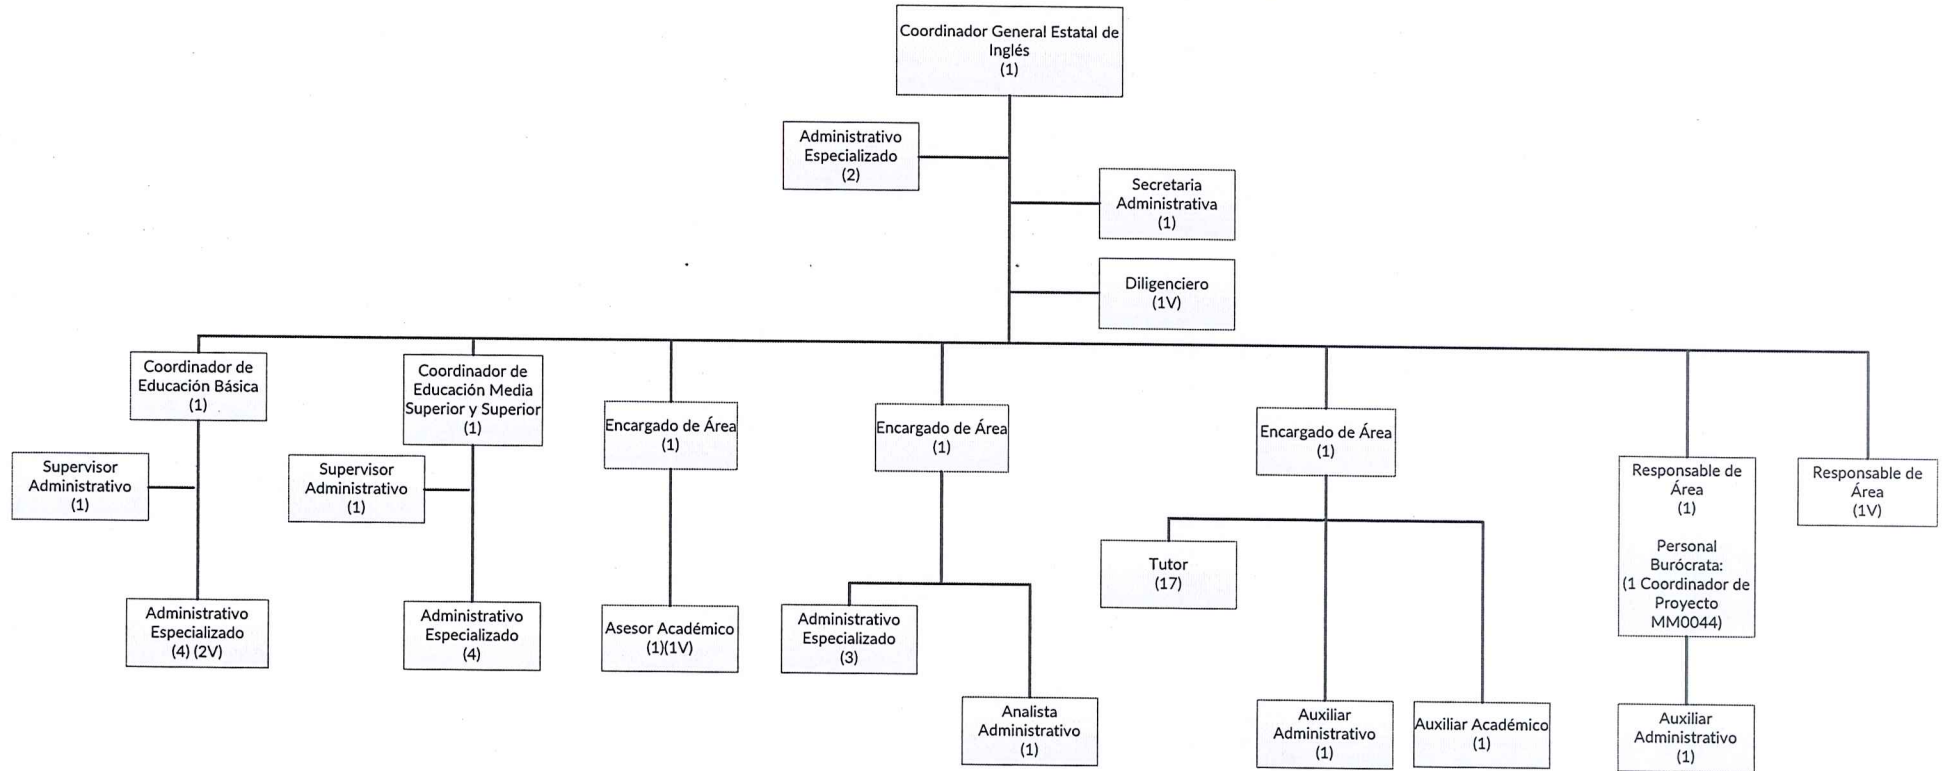 Coordinador General Estatal de
Inglés
(1)
Administrativo
Especializado
(2)
Secretaria
Administrativa
(1)
Diligenciero
(1V)
Coordinador de
Educación Básica
(1)
Coordinador de
Educación Media
Superior y Superior
(1)
Encargado de Área
(1)
Encargado de Área
(1)
Encargado de Área
(1)
Responsable de
Área
(1)
Personal
Burócrata:
(1 Coordinador de
Proyecto
MM0044)
Responsable de
Área
(1V)
Supervisor
Administrativo
(1)
Supervisor
Administrativo
(1)
Tutor
(17)
Administrativo
Especializado
(4) (2V)
Administrativo
Especializado
(4)
Asesor Académico
(1)(1V)
Administrativo
Especializado
(3)
Analista
Administrativo
(1)
Auxiliar
Administrativo
(1)
Auxiliar Académico
(1)
Auxiliar
Administrativo
(1)